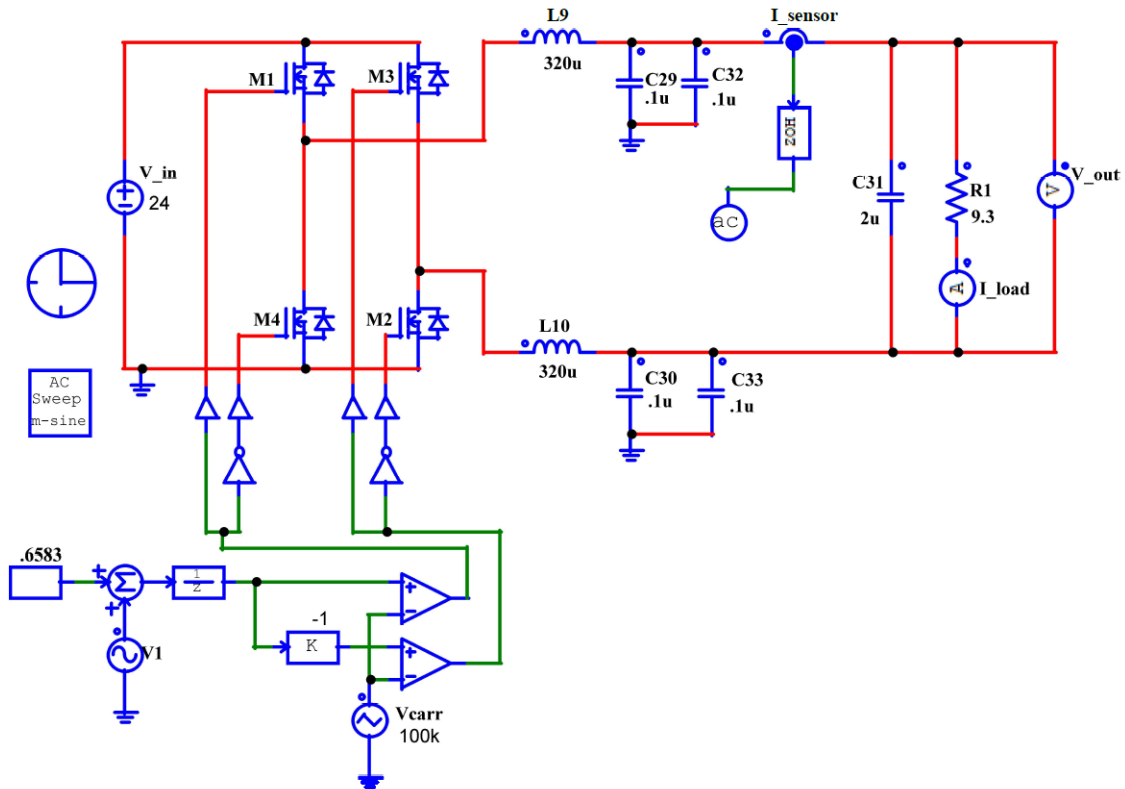 L9
I_sensor
320u
M1
M3
C29
.1u
C32
.1u
ZOH
V_in
24
ac
C31
2u
R1
9.3
V
V_out
A
I_load
M4
M2
L10
320u
C30
.1u
C33
.1u
AC
Sweep
m-sine
.6583
+
Σ
+
1
z
V1
-1
K
+
−
+
−
Vcarr
100k